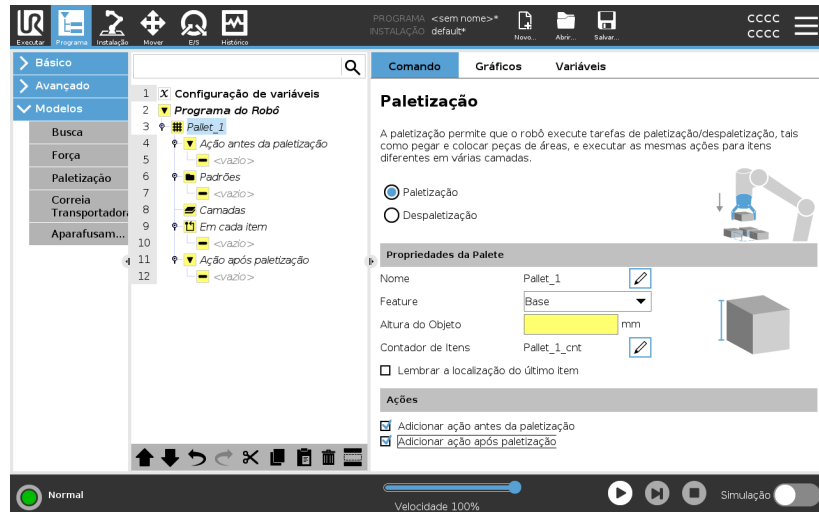 PROGRAMA <sem nome>*
INSTALAÇÃO default*
cccc
cccc
Executar Programa Instalação Mover E/S Histórico Novo... Abrir... Salvar...
Básico
Avançado
Modelos
Busca
Força
Paletização
Correia
Transportadora
Aparafusam...
1 X Configuração de variáveis
2 Programa do Robô
3 Pallet_1
4 Ação antes da paletização
5 <vazio>
6 Padrões
7 <vazio>
8 Camadas
9 Em cada item
10 <vazio>
11 Ação após paletização
12 <vazio>
Comando Gráficos Variáveis
Paletização
A paletização permite que o robô execute tarefas de paletização/despaletização, tais
como pegar e colocar peças de áreas, e executar as mesmas ações para itens
diferentes em várias camadas.
Paletização
Despaletização
Propriedades da Palete
Nome Pallet_1
Feature Base
Altura do Objeto mm
Contador de Itens Pallet_1_cnt
Lembrar a localização do último item
Ações
Adicionar ação antes da paletização
Adicionar ação após paletização
Normal
Velocidade 100%
Simulação